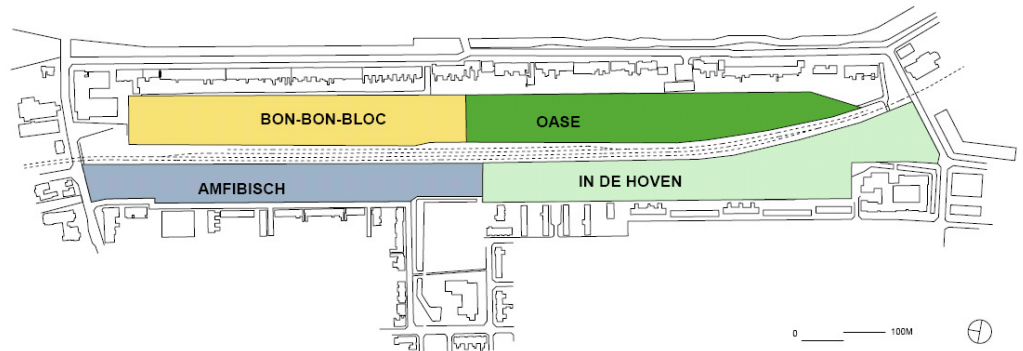 BON-BON-BLOC
OASE
AMFIBISCH
IN DE HOVEN
0 100M